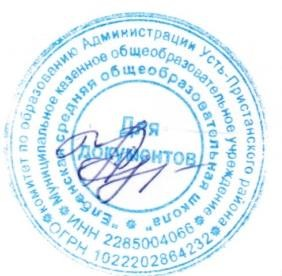 Комитет по образованию Администрации Усть-Пристанского района
Муниципальное казенное общеобразовательное учреждение
"Елбанская средняя общеобразовательная школа"
ИНН 2285004066
ОГРН 1022202864232
Для
документов